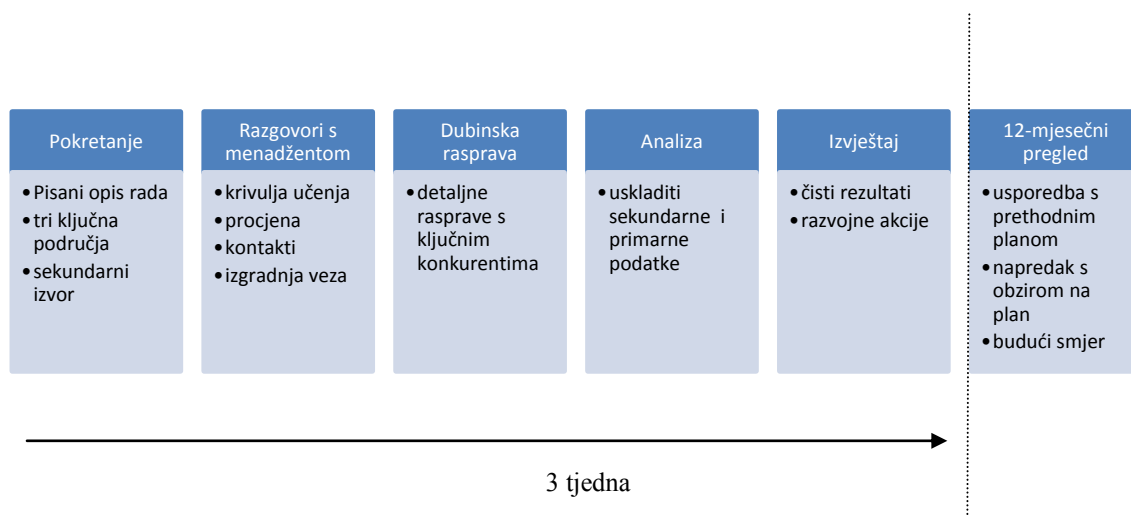 Pokretanje
• Pisani opis rada
• tri ključna
područja
• sekundarni
izvor
Razgovori s
menadžentom
• krivulja učenja
• procjena
• kontakti
• izgradnja veza
Dubinska
rasprava
• detaljne
rasprave s
ključnim
konkurentima
Analiza
• uskladiti
sekundarne i
primarne
podatke
Izvještaj
• čisti rezultati
• razvojne akcije
12-mjesečni
pregled
• usporedba s
prethodnim
planom
• napredak s
obzirom na
plan
• budući smjer
3 tjedna